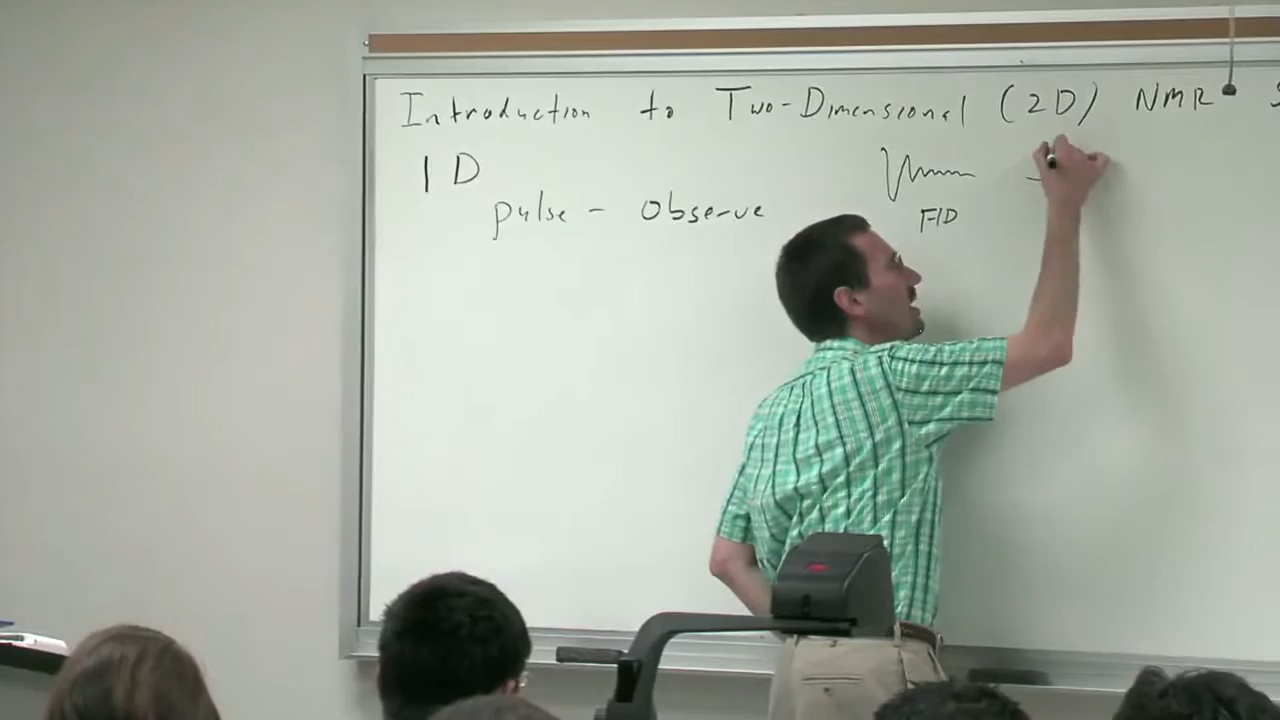 Introduction to Two-Dimensional (2D) NMR
1D
pulse - observe
FID